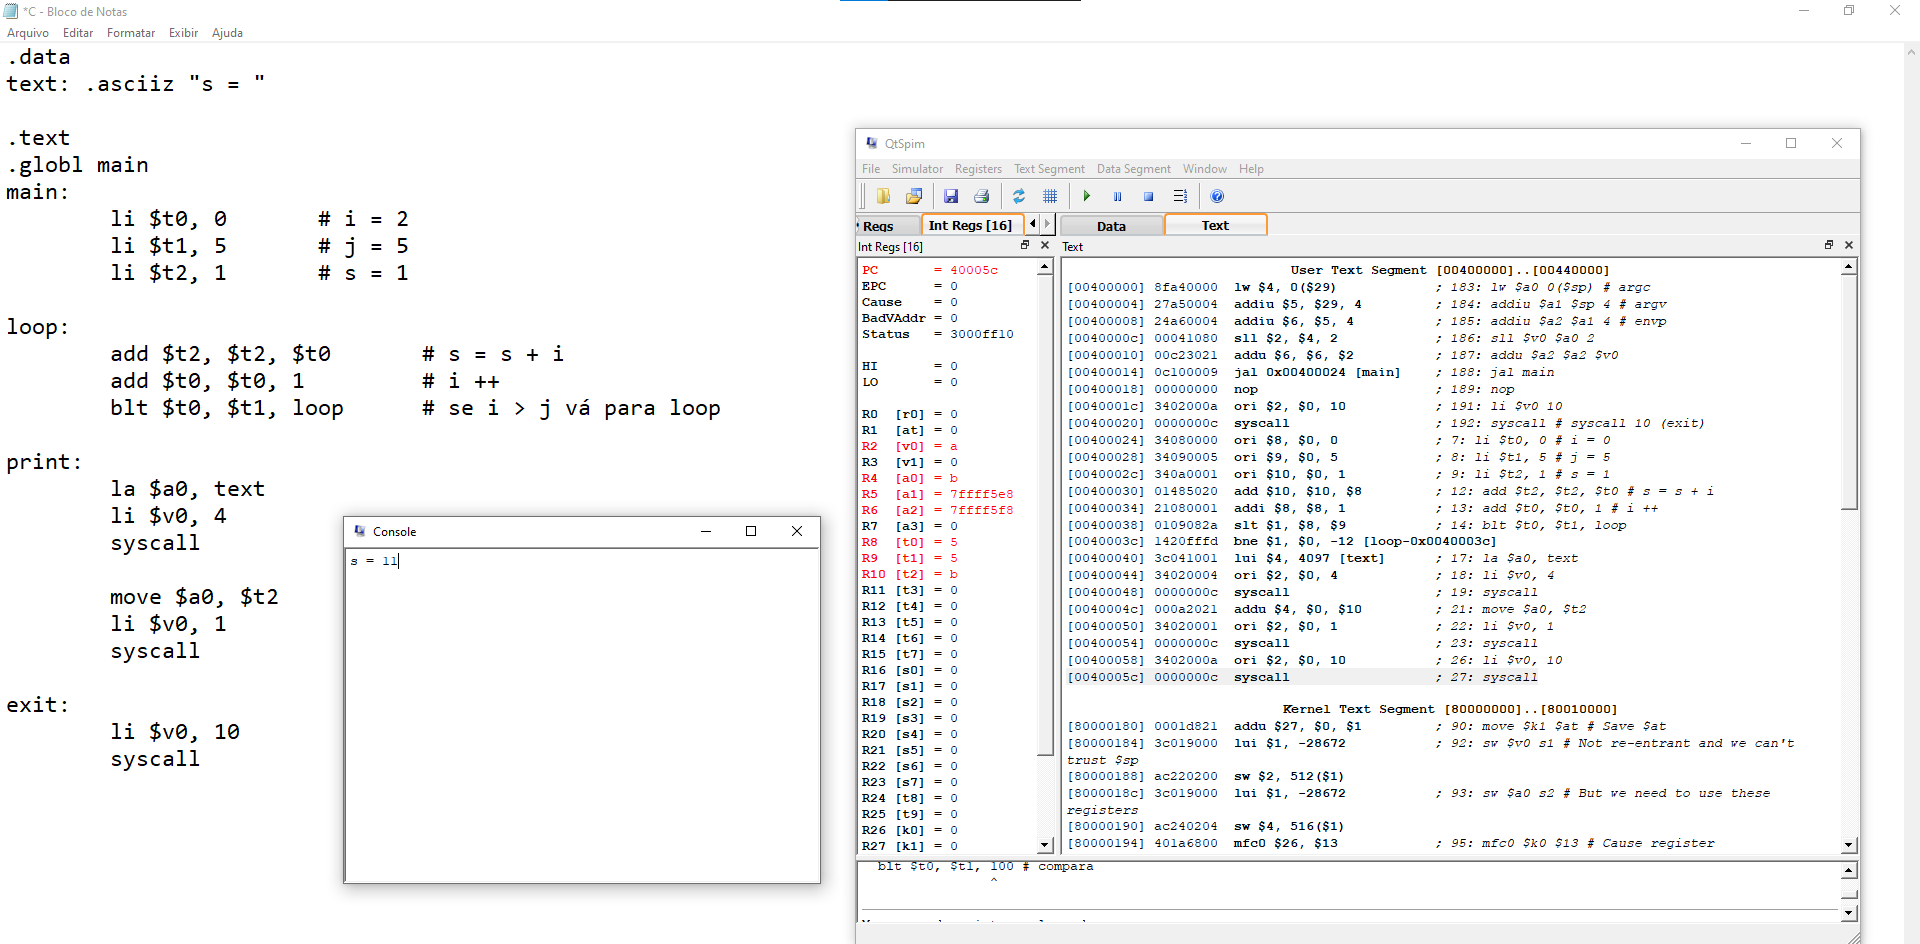 *C - Bloco de Notas
Arquivo Editar Formatar Exibir Ajuda
.data
text: .asciiz "s = "
.text
.globl main
main:
li $t0, 0 # i = 2
li $t1, 5 # j = 5
li $t2, 1 # s = 1
loop:
add $t2, $t2, $t0 # s = s + i
add $t0, $t0, 1 # i ++
blt $t0, $t1, loop # se i > j vá para loop
print:
la $a0, text
li $v0, 4
syscall
move $a0, $t2
li $v0, 1
syscall
exit:
li $v0, 10
syscall
Console
s = 11
QtSpim
File Simulator Registers Text Segment Data Segment Window Help
Regs Int Regs [16] Data Text
Int Regs [16]
PC = 40005c
EPC = 0
Cause = 0
BadVAddr = 0
Status = 3000ff10
HI = 0
LO = 0
R0 [r0] = 0
R1 [at] = 0
R2 [v0] = a
R3 [v1] = 0
R4 [a0] = b
R5 [a1] = 7ffff5e8
R6 [a2] = 7ffff5f8
R7 [a3] = 0
R8 [t0] = 5
R9 [t1] = 5
R10 [t2] = b
R11 [t3] = 0
R12 [t4] = 0
R13 [t5] = 0
R14 [t6] = 0
R15 [t7] = 0
R16 [s0] = 0
R17 [s1] = 0
R18 [s2] = 0
R19 [s3] = 0
R20 [s4] = 0
R21 [s5] = 0
R22 [s6] = 0
R23 [s7] = 0
R24 [t8] = 0
R25 [t9] = 0
R26 [k0] = 0
R27 [k1] = 0
Text
User Text Segment [00400000]..[00440000]
[00400000] 8fa40000 lw $4, 0($29) ; 183: lw $a0 0($sp) # argc
[00400004] 27a50004 addiu $5, $29, 4 ; 184: addiu $a1 $sp 4 # argv
[00400008] 24a60004 addiu $6, $5, 4 ; 185: addiu $a2 $a1 4 # envp
[0040000c] 00041080 sll $2, $4, 2 ; 186: sll $v0 $a0 2
[00400010] 00c23021 addu $6, $6, $2 ; 187: addu $a2 $a2 $v0
[00400014] 0c100009 jal 0x00400024 [main] ; 188: jal main
[00400018] 00000000 nop ; 189: nop
[0040001c] 3402000a ori $2, $0, 10 ; 191: li $v0 10
[00400020] 0000000c syscall ; 192: syscall # syscall 10 (exit)
[00400024] 34080000 ori $8, $0, 0 ; 7: li $t0, 0 # i = 0
[00400028] 34090005 ori $9, $0, 5 ; 8: li $t1, 5 # j = 5
[0040002c] 340a0001 ori $10, $0, 1 ; 9: li $t2, 1 # s = 1
[00400030] 01485020 add $10, $10, $8 ; 12: add $t2, $t2, $t0 # s = s + i
[00400034] 21080001 addi $8, $8, 1 ; 13: add $t0, $t0, 1 # i ++
[00400038] 0109082a slt $1, $8, $9 ; 14: blt $t0, $t1, loop
[0040003c] 1420fffd bne $1, $0, -12 [loop-0x0040003c]
[00400040] 3c041001 lui $4, 4097 [text] ; 17: la $a0, text
[00400044] 34020004 ori $2, $0, 4 ; 18: li $v0, 4
[00400048] 0000000c syscall ; 19: syscall
[0040004c] 000a2021 addu $4, $0, $10 ; 21: move $a0, $t2
[00400050] 34020001 ori $2, $0, 1 ; 22: li $v0, 1
[00400054] 0000000c syscall ; 23: syscall
[00400058] 3402000a ori $2, $0, 10 ; 26: li $v0, 10
[0040005c] 0000000c syscall ; 27: syscall
Kernel Text Segment [80000000]..[80010000]
[80000180] 0001d821 addu $27, $0, $1 ; 90: move $k1 $at # Save $at
[80000184] 3c019000 lui $1, -28672 ; 92: sw $v0 s1 # Not re-entrant and we can't
trust $sp
[80000188] ac220200 sw $2, 512($1)
[8000018c] 3c019000 lui $1, -28672 ; 93: sw $a0 s2 # But we need to use these
registers
[80000190] ac240204 sw $4, 516($1)
[80000194] 401a6800 mfc0 $26, $13 ; 95: mfc0 $k0 $13 # Cause register
blt $t0, $t1, 100 # compara
^